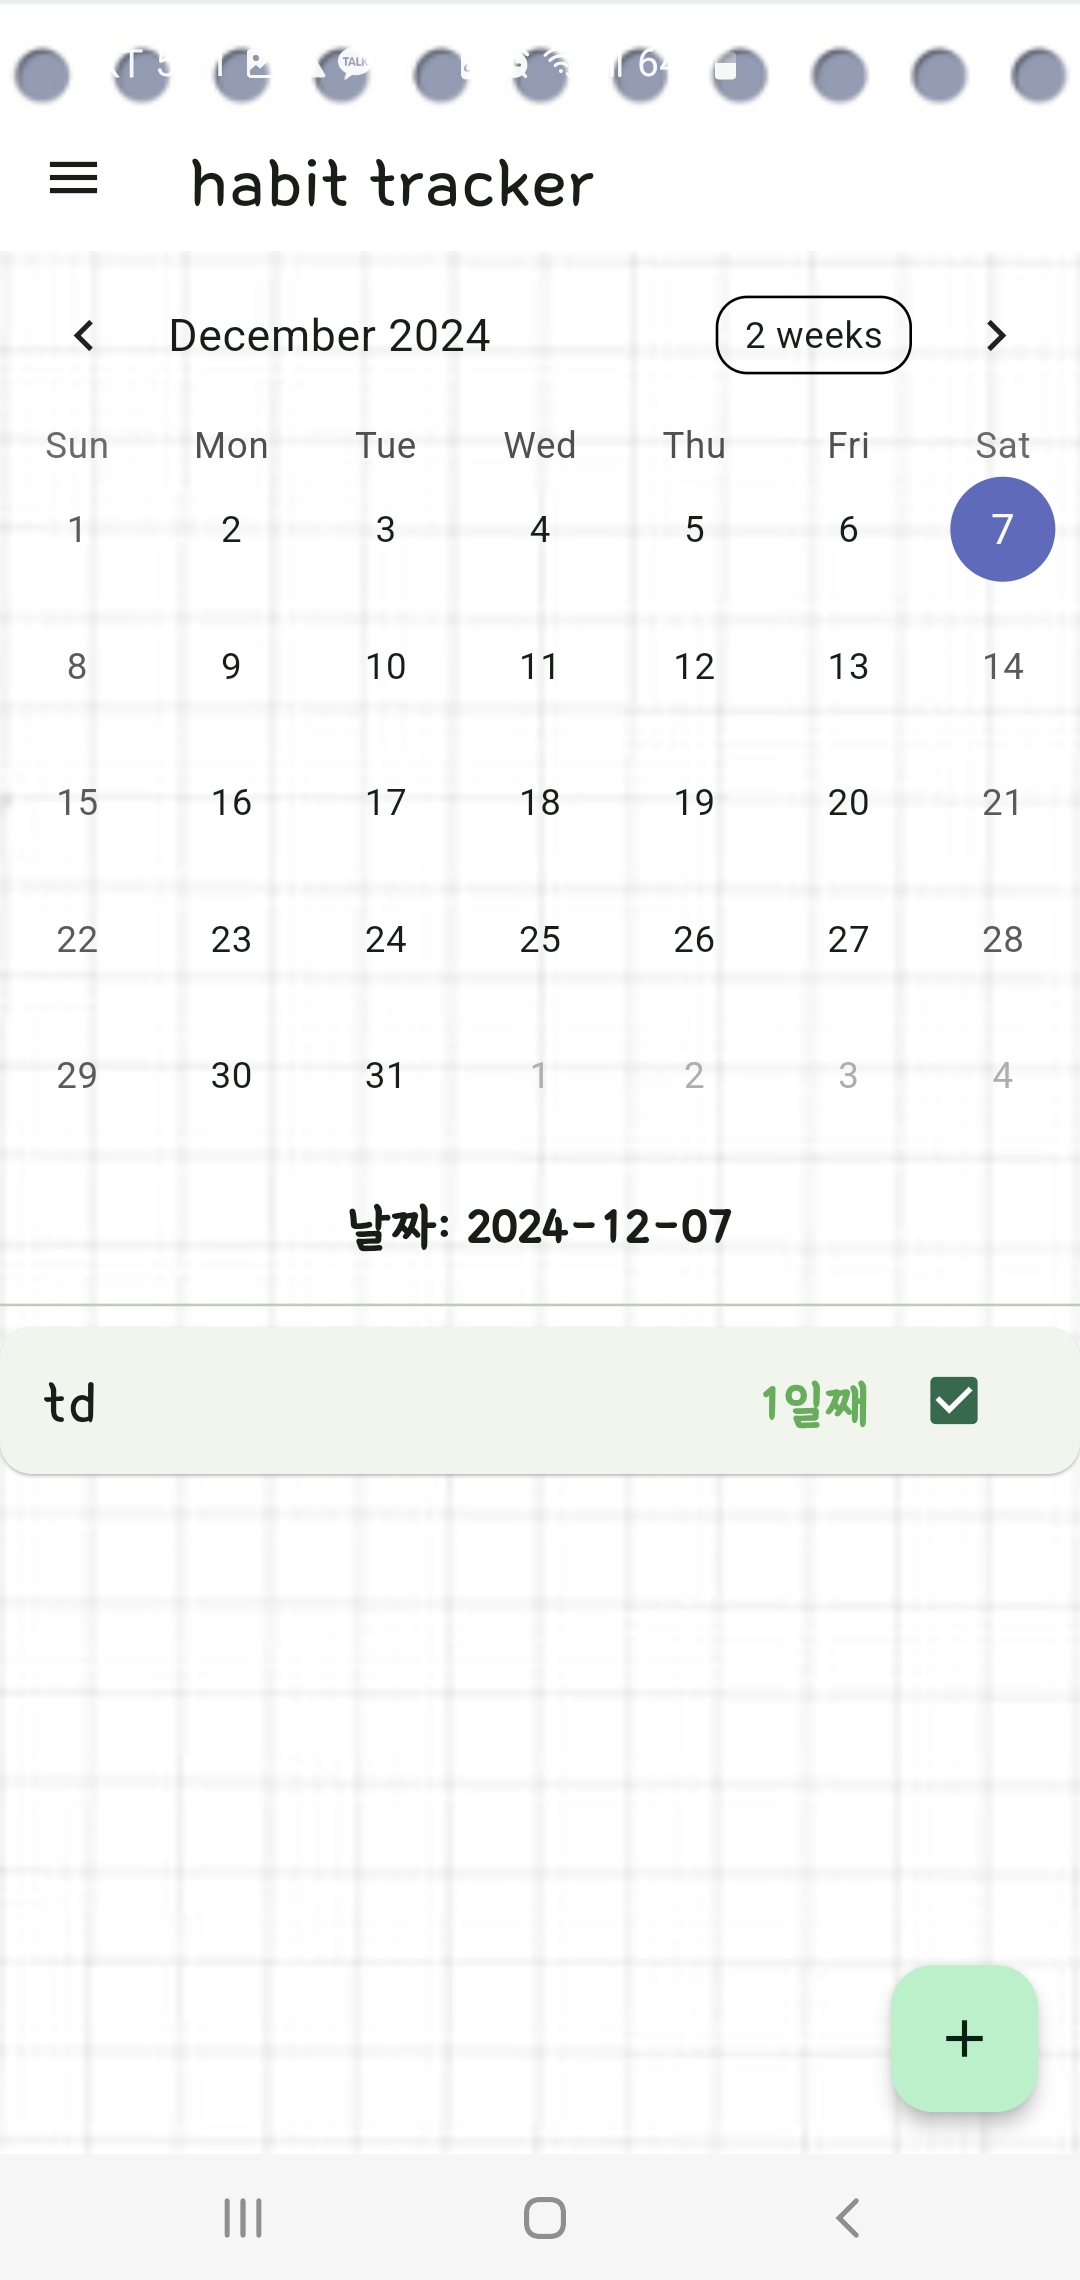 habit tracker
December 2024 2 weeks
Sun Mon Tue Wed Thu Fri Sat
1 2 3 4 5 6 7
8 9 10 11 12 13 14
15 16 17 18 19 20 21
22 23 24 25 26 27 28
29 30 31 1 2 3 4
날짜: 2024-12-07
td 1일째